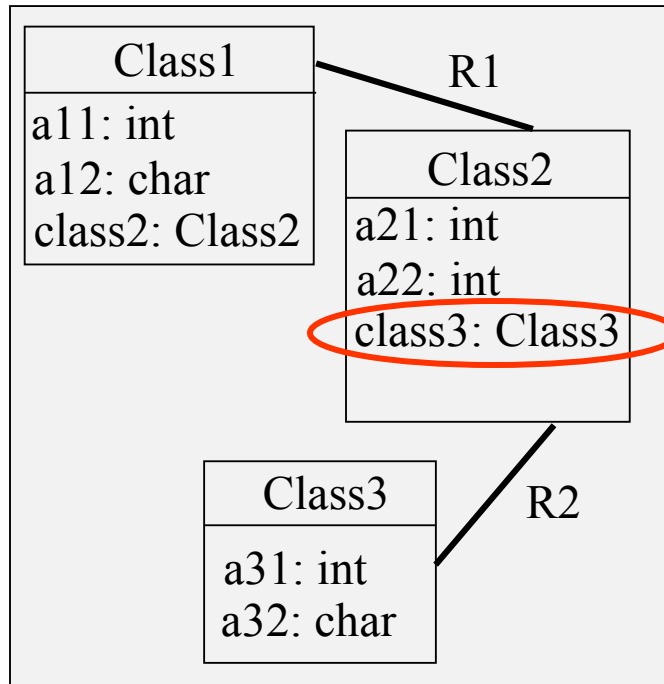 Class1
a11: int
a12: char
class2: Class2
R1
Class2
a21: int
a22: int
class3: Class3
R2
Class3
a31: int
a32: char